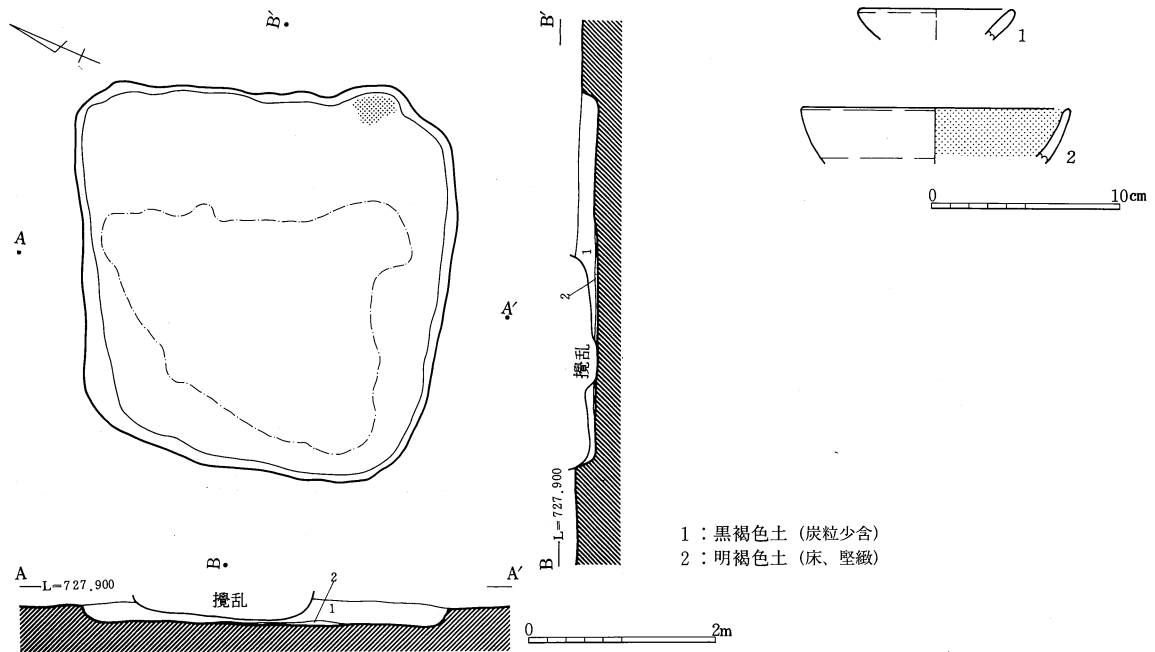 B′
B′
1
2
0 10cm
A
A′
1
2
攪乱
B L=727.900
1：黒褐色土（炭粒少含）
2：明褐色土（床、堅緻）
B
A L=727.900 A′
2
攪乱
1
0 2m